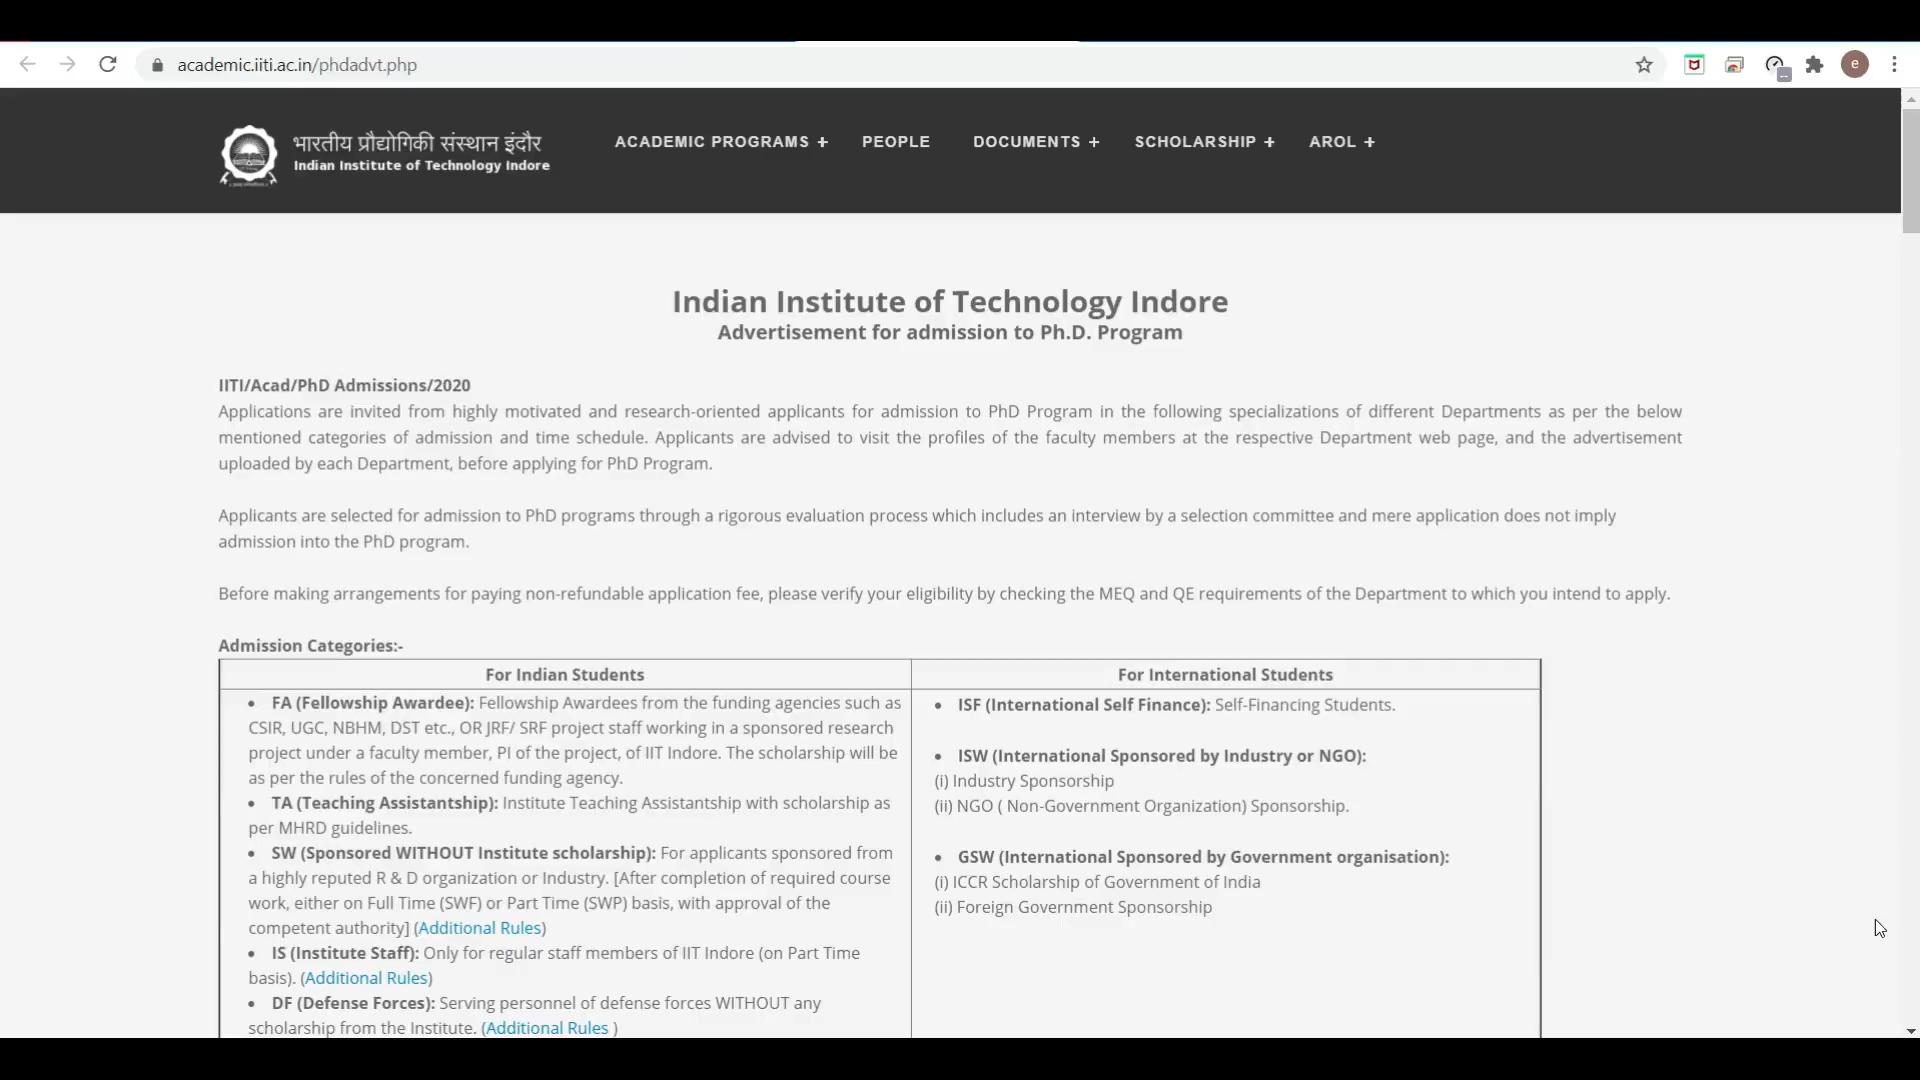 academic.iiti.ac.in/phdadvt.php
e
भारतीय प्रौद्योगिकी संस्थान इंदौर
Indian Institute of Technology Indore
ACADEMIC PROGRAMS + PEOPLE DOCUMENTS + SCHOLARSHIP + AROL +
Indian Institute of Technology Indore
Advertisement for admission to Ph.D. Program
IITI/Acad/PhD Admissions/2020
Applications are invited from highly motivated and research-oriented applicants for admission to PhD Program in the following specializations of different Departments as per the below
mentioned categories of admission and time schedule. Applicants are advised to visit the profiles of the faculty members at the respective Department web page, and the advertisement
uploaded by each Department, before applying for PhD Program.
Applicants are selected for admission to PhD programs through a rigorous evaluation process which includes an interview by a selection committee and mere application does not imply
admission into the PhD program.
Before making arrangements for paying non-refundable application fee, please verify your eligibility by checking the MEQ and QE requirements of the Department to which you intend to apply.
Admission Categories:-
For Indian Students
• FA (Fellowship Awardee): Fellowship Awardees from the funding agencies such as
CSIR, UGC, NBHM, DST etc., OR JRF/ SRF project staff working in a sponsored research
project under a faculty member, PI of the project, of IIT Indore. The scholarship will be
as per the rules of the concerned funding agency.
• TA (Teaching Assistantship): Institute Teaching Assistantship with scholarship as
per MHRD guidelines.
• SW (Sponsored WITHOUT Institute scholarship): For applicants sponsored from
a highly reputed R & D organization or Industry. [After completion of required course
work, either on Full Time (SWF) or Part Time (SWP) basis, with approval of the
competent authority] (Additional Rules)
• IS (Institute Staff): Only for regular staff members of IIT Indore (on Part Time
basis). (Additional Rules)
• DF (Defense Forces): Serving personnel of defense forces WITHOUT any
scholarship from the Institute. (Additional Rules )
For International Students
• ISF (International Self Finance): Self-Financing Students.
• ISW (International Sponsored by Industry or NGO):
(i) Industry Sponsorship
(ii) NGO ( Non-Government Organization) Sponsorship.
• GSW (International Sponsored by Government organisation):
(i) ICCR Scholarship of Government of India
(ii) Foreign Government Sponsorship